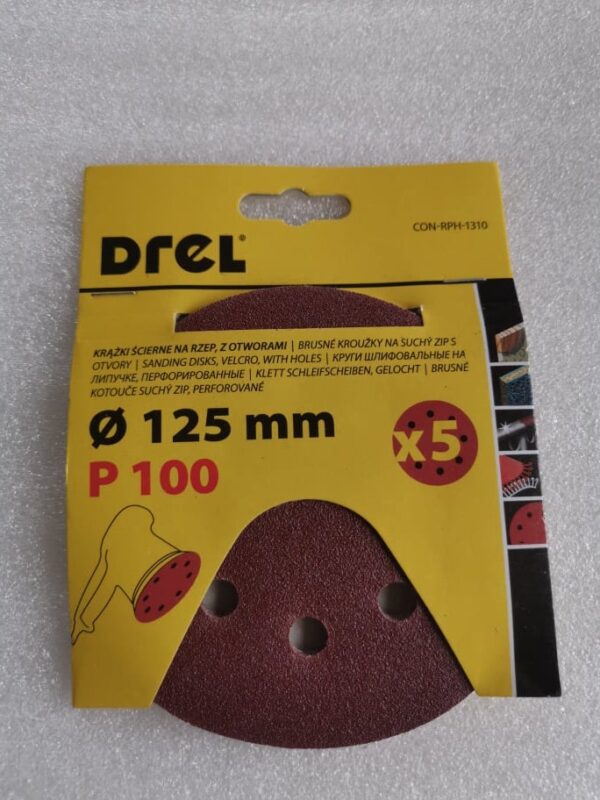 CON-RPH-1310
Drel®
KRĄŻKI ŚCIERNE NA RZEP, Z OTWORAMI | BRUSNÉ KROUŽKY NA SUCHÝ ZIP S
OTVORY | SANDING DISKS, VELCRO, WITH HOLES | КРУГИ ШЛИФОВАЛЬНЫЕ НА
ЛИПУЧКЕ, ПЕРФОРИРОВАННЫЕ | KLETT SCHLEIFSCHEIBEN, GELOCHT | BRUSNÉ
KOTOUČE SUCHÝ ZIP, PERFOROVANÉ
Ø 125 mm
x5
P 100